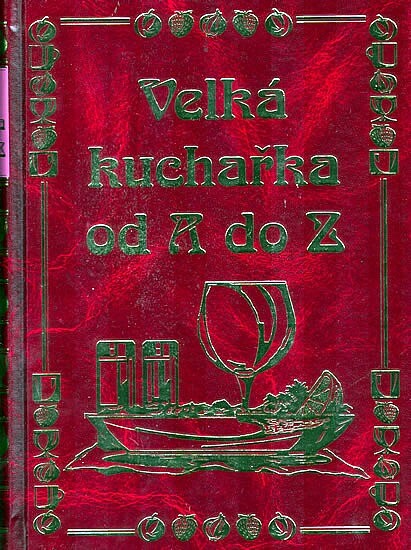 Velká
kuchařka
od A do Z